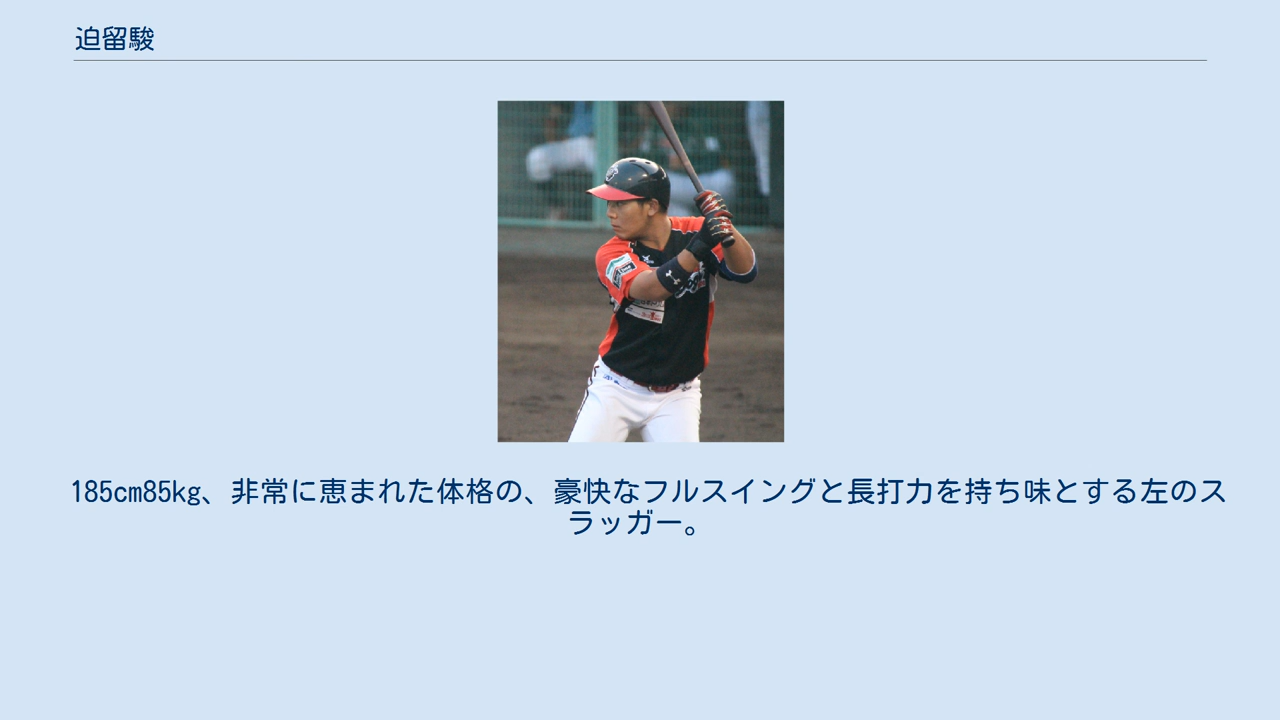 迫留駿
185cm85kg、非常に恵まれた体格の、豪快なフルスイングと長打力を持ち味とする左のス
ラッガー。